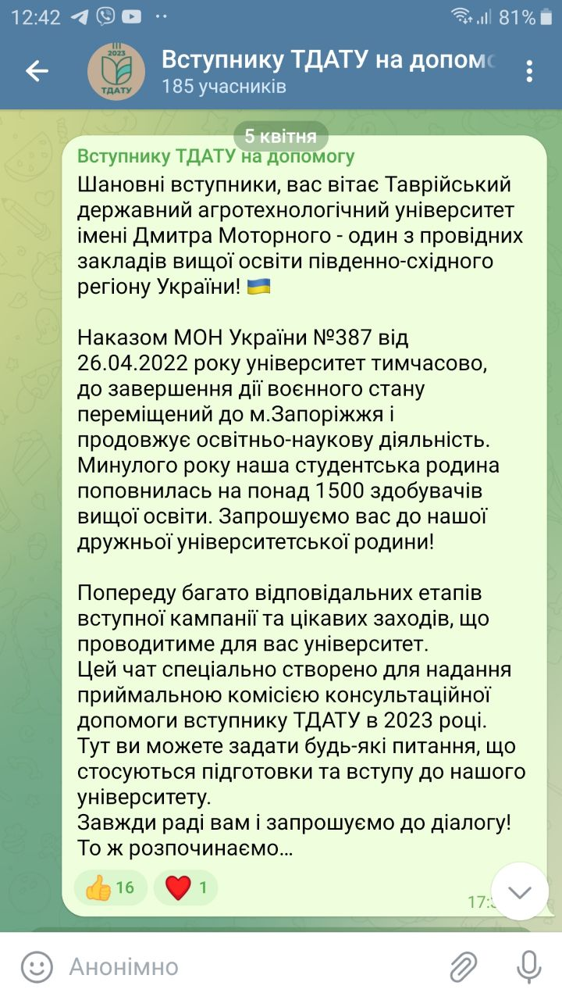 12:42
81%
2023
ТДАТУ
Вступнику ТДАТУ на допом
185 учасників
5 квітня
Вступнику ТДАТУ на допомогу
Шановні вступники, вас вітає Таврійський
державний агротехнологічний університет
імені Дмитра Моторного - один з провідних
закладів вищої освіти південно-східного
регіону України! 🇺🇦
Наказом МОН України №387 від
26.04.2022 року університет тимчасово,
до завершення дії воєнного стану
переміщений до м.Запоріжжя і
продовжує освітньо-наукову діяльність.
Минулого року наша студентська родина
поповнилась на понад 1500 здобувачів
вищої освіти. Запрошуємо вас до нашої
дружньої університетської родини!
Попереду багато відповідальних етапів
вступної кампанії та цікавих заходів, що
проводитиме для вас університет.
Цей чат спеціально створено для надання
приймальною комісією консультаційної
допомоги вступнику ТДАТУ в 2023 році.
Тут ви можете задати будь-які питання, що
стосуються підготовки та вступу до нашого
університету.
Завжди раді вам і запрошуємо до діалогу!
То ж розпочинаємо...
👍 16 ❤️ 1
17:3
Анонімно